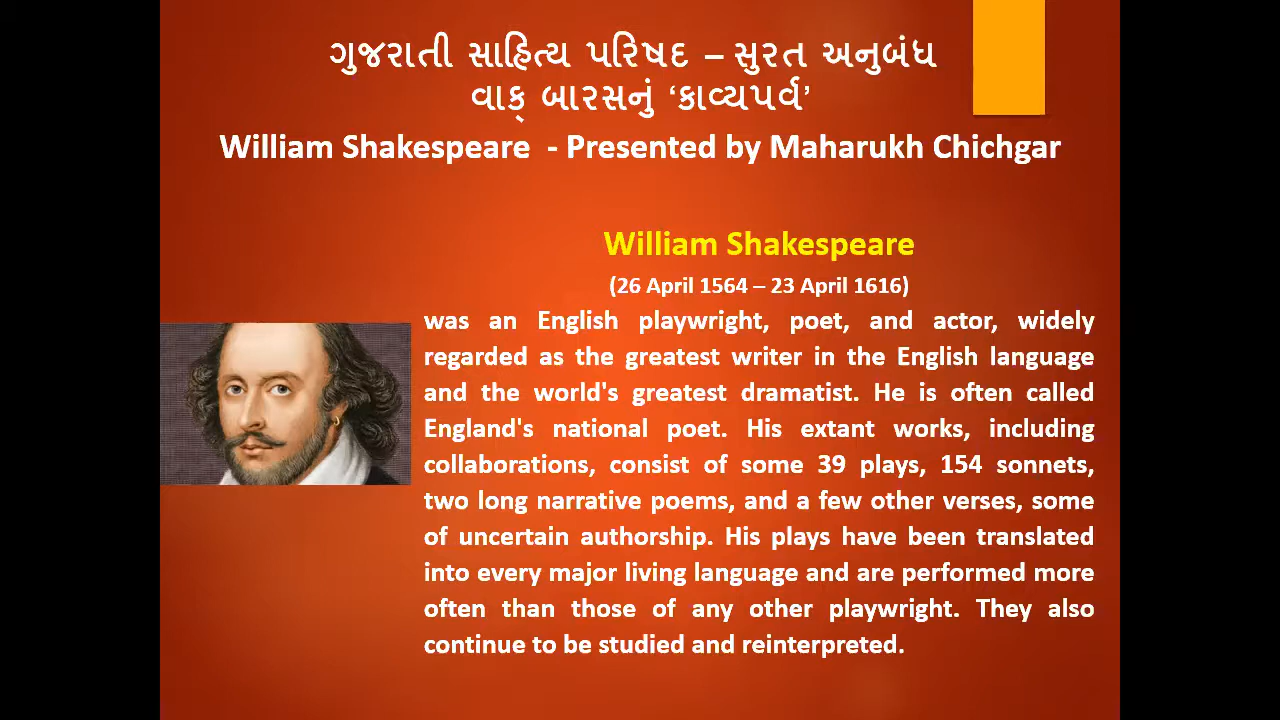 ગુજરાતી સાહિત્ય પરિષદ – સુરત અનુબંધ
વાક્ બારસનું ‘કાવ્યપર્વ’
William Shakespeare - Presented by Maharukh Chichgar
William Shakespeare
(26 April 1564 – 23 April 1616)
was an English playwright, poet, and actor, widely
regarded as the greatest writer in the English language
and the world's greatest dramatist. He is often called
England's national poet. His extant works, including
collaborations, consist of some 39 plays, 154 sonnets,
two long narrative poems, and a few other verses, some
of uncertain authorship. His plays have been translated
into every major living language and are performed more
often than those of any other playwright. They also
continue to be studied and reinterpreted.